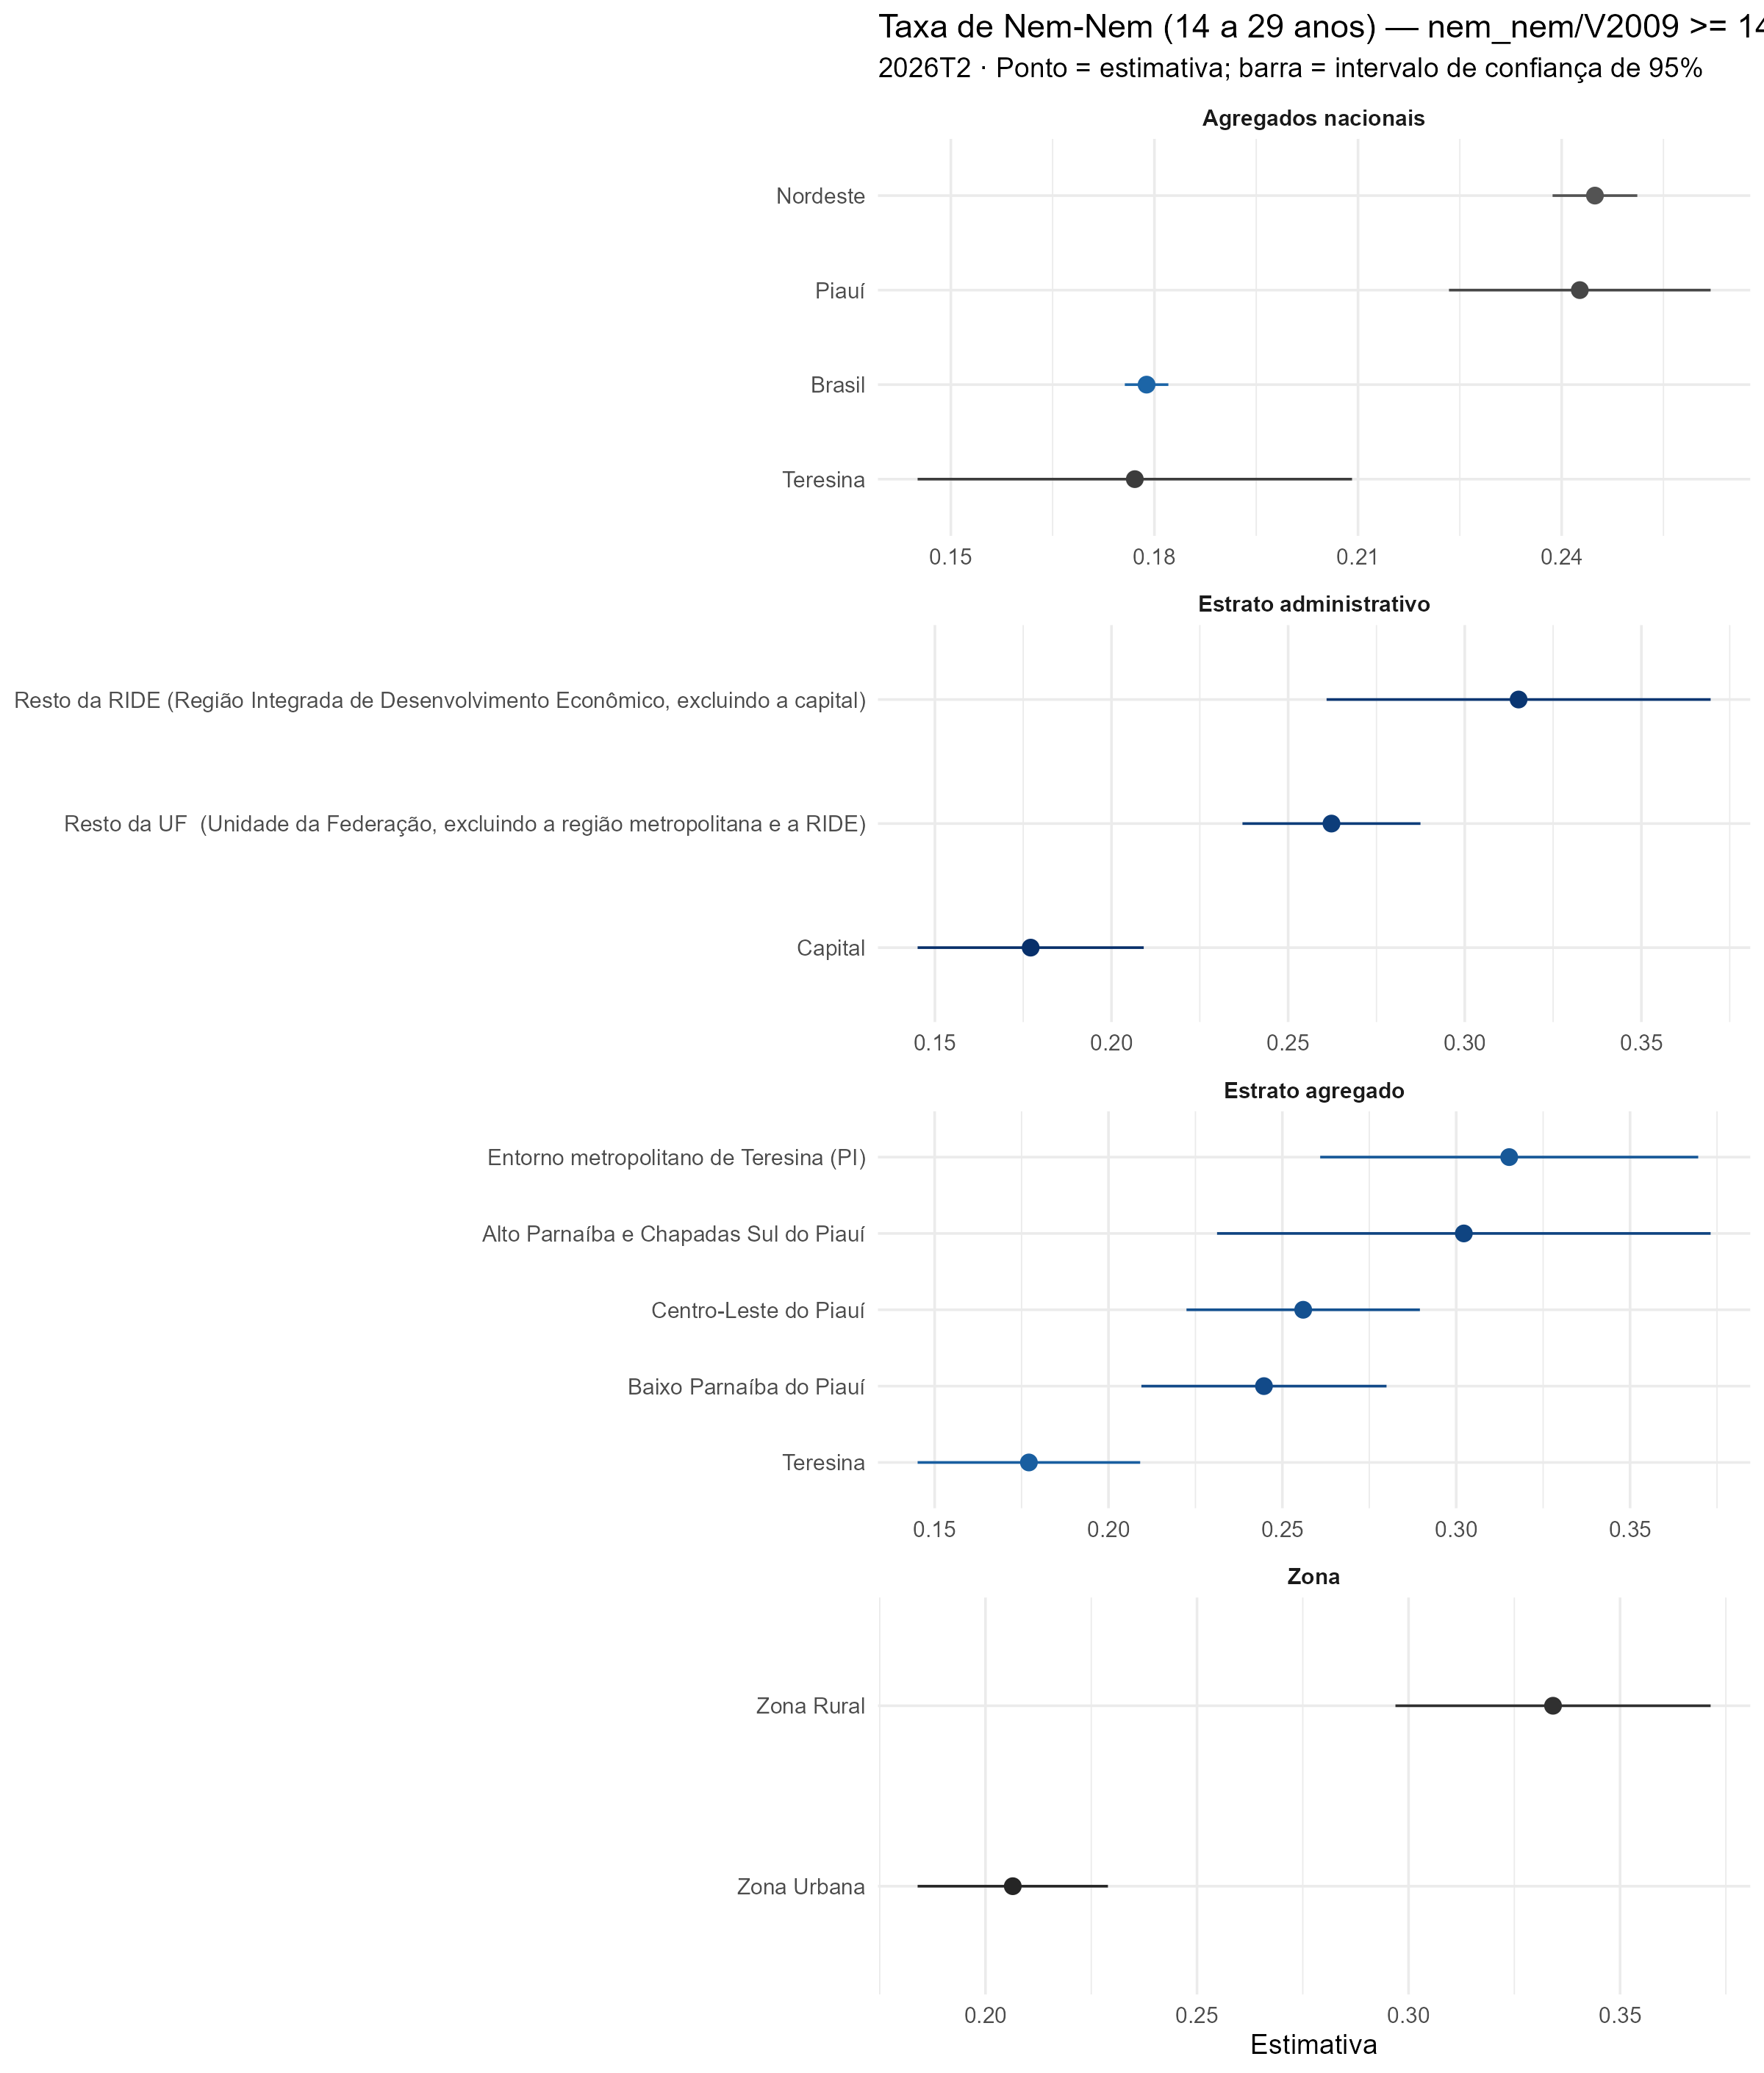 Taxa de Nem-Nem (14 a 29 anos) — nem_nem/V2009 >= 14
2026T2 · Ponto = estimativa; barra = intervalo de confiança de 95%
Agregados nacionais
Nordeste
Piauí
Brasil
Teresina
0.15 0.18 0.21 0.24
Estrato administrativo
Resto da RIDE (Região Integrada de Desenvolvimento Econômico, excluindo a capital)
Resto da UF  (Unidade da Federação, excluindo a região metropolitana e a RIDE)
Capital
0.15 0.20 0.25 0.30 0.35
Estrato agregado
Entorno metropolitano de Teresina (PI)
Alto Parnaíba e Chapadas Sul do Piauí
Centro-Leste do Piauí
Baixo Parnaíba do Piauí
Teresina
0.15 0.20 0.25 0.30 0.35
Zona
Zona Rural
Zona Urbana
0.20 0.25 0.30 0.35
Estimativa